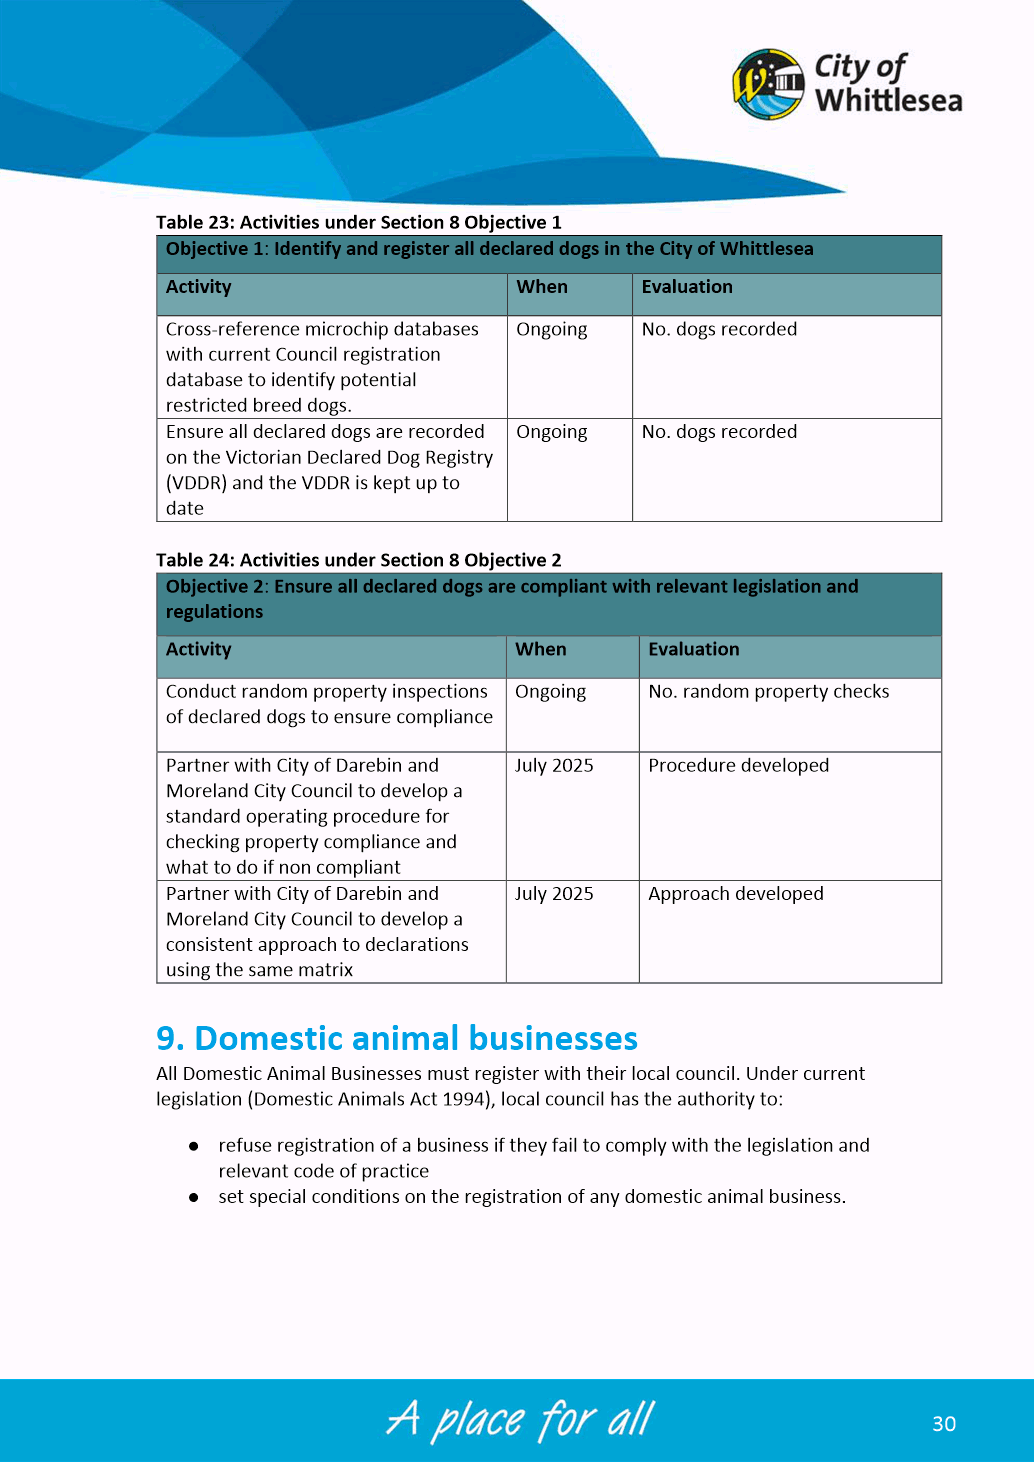 City of
Whittlesea
Table 23: Activities under Section 8 Objective 1
Objective 1: Identify and register all declared dogs in the City of Whittlesea
Activity When Evaluation
Cross-reference microchip databases Ongoing No. dogs recorded
with current Council registration
database to identify potential
restricted breed dogs.
Ensure all declared dogs are recorded Ongoing No. dogs recorded
on the Victorian Declared Dog Registry
(VDDR) and the VDDR is kept up to
date
Table 24: Activities under Section 8 Objective 2
Objective 2: Ensure all declared dogs are compliant with relevant legislation and
regulations
Activity When Evaluation
Conduct random property inspections Ongoing No. random property checks
of declared dogs to ensure compliance
Partner with City of Darebin and July 2025 Procedure developed
Moreland City Council to develop a
standard operating procedure for
checking property compliance and
what to do if non compliant
Partner with City of Darebin and July 2025 Approach developed
Moreland City Council to develop a
consistent approach to declarations
using the same matrix
9. Domestic animal businesses
All Domestic Animal Businesses must register with their local council. Under current
legislation (Domestic Animals Act 1994), local council has the authority to:
● refuse registration of a business if they fail to comply with the legislation and
relevant code of practice
● set special conditions on the registration of any domestic animal business.
A place for all
30